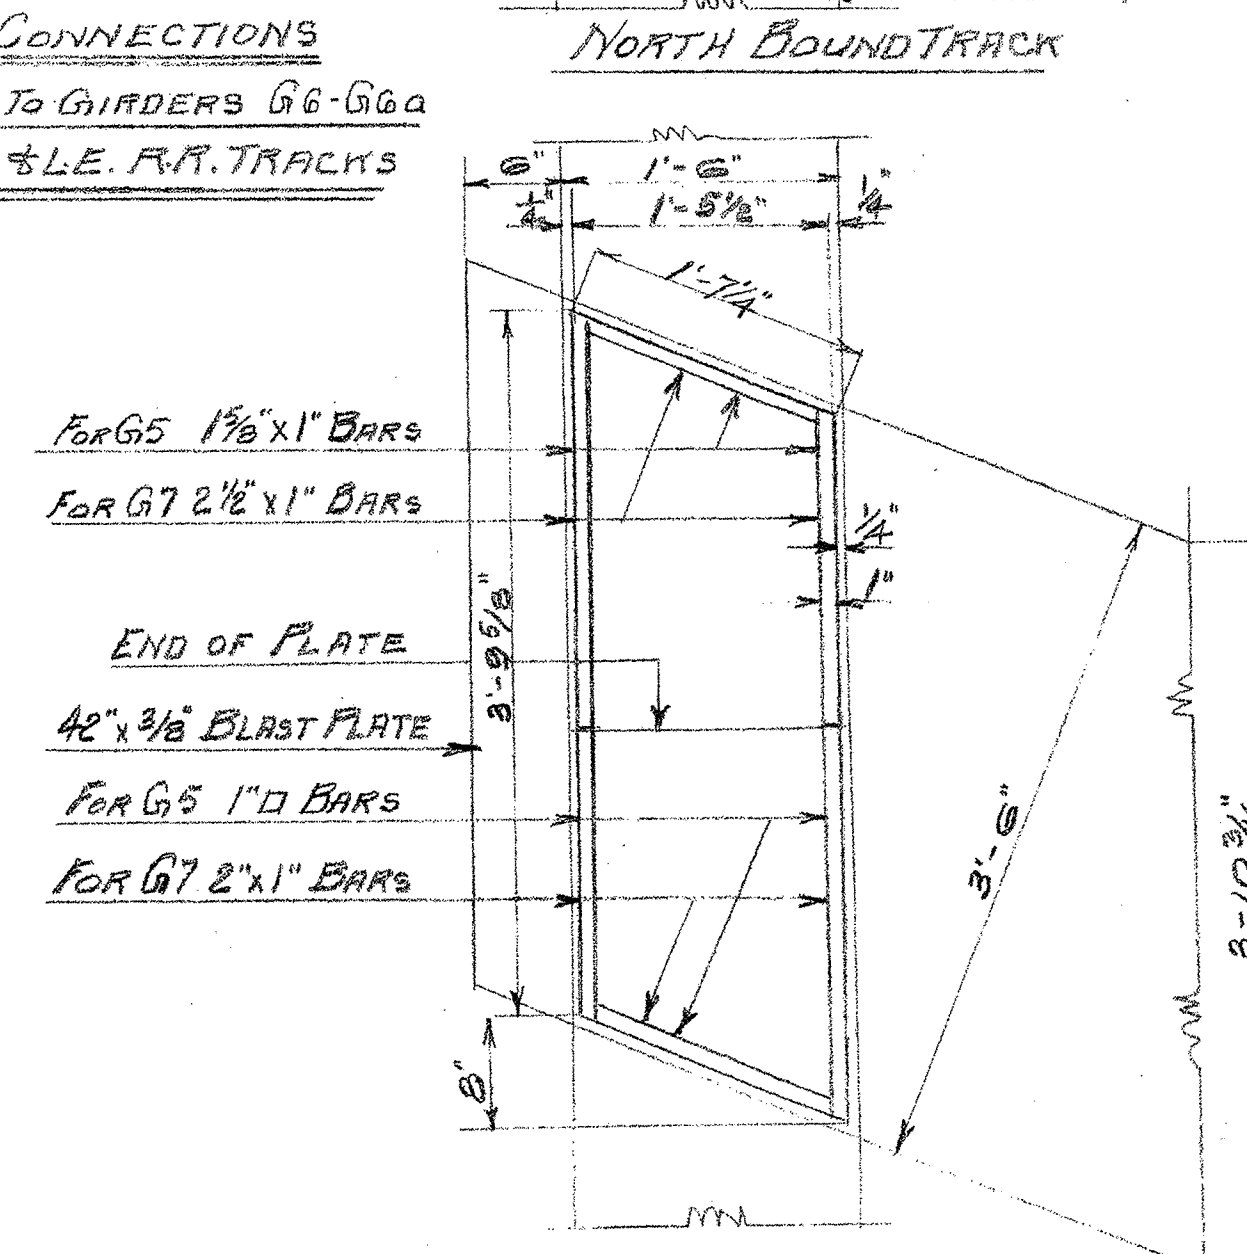 CONNECTIONS
TO GIRDERS G6-G6a
& L.E. R.R. TRACKS
NORTH BOUND TRACK
6"
1'-6"
1/4"
1'-5 1/2"
1/4"
1'-7 1/4"
FOR G5 1 5/8" X 1" BARS
FOR G7 2 1/2" X 1" BARS
1/4"
1"
3'-9 5/8"
END OF PLATE
42" x 3/8" BLAST PLATE
FOR G5 1"□ BARS
FOR G7 2" x 1" BARS
3'-6"
8"